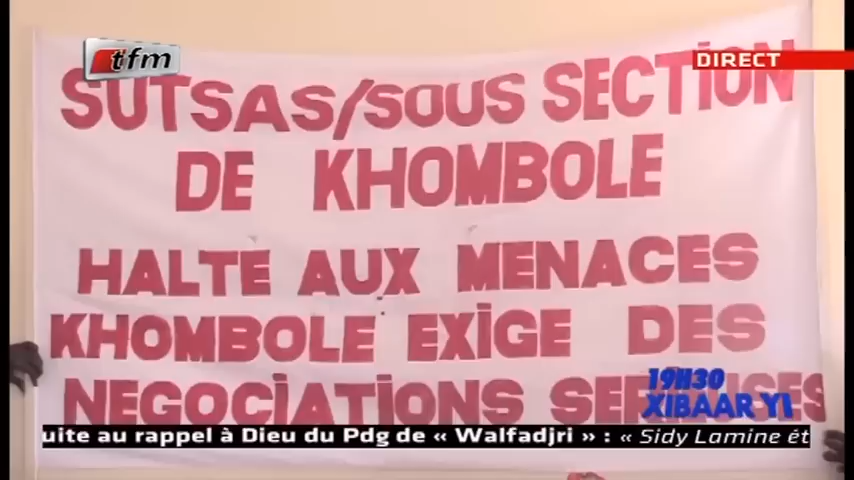 tfm
DIRECT
SUTSAS/SOUS SECTION
DE KHOMBOLE
HALTE AUX MENACES
KHOMBOLE EXIGE DES
NEGOCIATIONS
19H30
XIBAAR YI
uite au rappel à Dieu du Pdg de « Walfadjri » : « Sidy Lamine ét